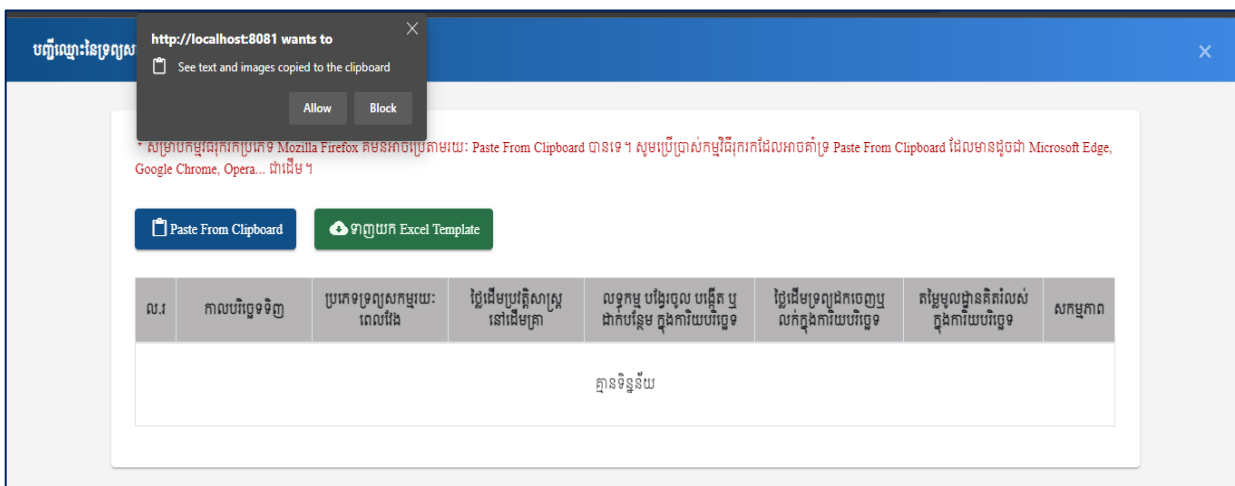 http://localhost:8081 wants to
See text and images copied to the clipboard
Allow Block
បញ្ជីឈ្មោះនៃទ្រព្យស
* សម្រាប់កម្មវិធីរុករកប្រភេទ Mozilla Firefox គឺមិនអាចប្រើតាមរយៈ Paste From Clipboard បានទេ។ សូមប្រើប្រាស់កម្មវិធីរុករកដែលអាចគាំទ្រ Paste From Clipboard ដែលមានដូចជា Microsoft Edge,
Google Chrome, Opera... ជាដើម។
Paste From Clipboard
ទាញយក Excel Template
ល.រ
កាលបរិច្ឆេទទិញ
ប្រភេទទ្រព្យសកម្មរយៈ
ពេលវែង
ថ្លៃដើមប្រវត្តិសាស្ត្រ
នៅដើមគ្រា
លទ្ធកម្ម បង្វែរចូល បង្កើត ឬ
ដាក់បន្ថែម ក្នុងការិយបរិច្ឆេទ
ថ្លៃដើមទ្រព្យដកចេញឬ
លក់ក្នុងការិយបរិច្ឆេទ
តម្លៃមូលដ្ឋានគិតរំលស់
ក្នុងការិយបរិច្ឆេទ
សកម្មភាព
គ្មានទិន្នន័យ